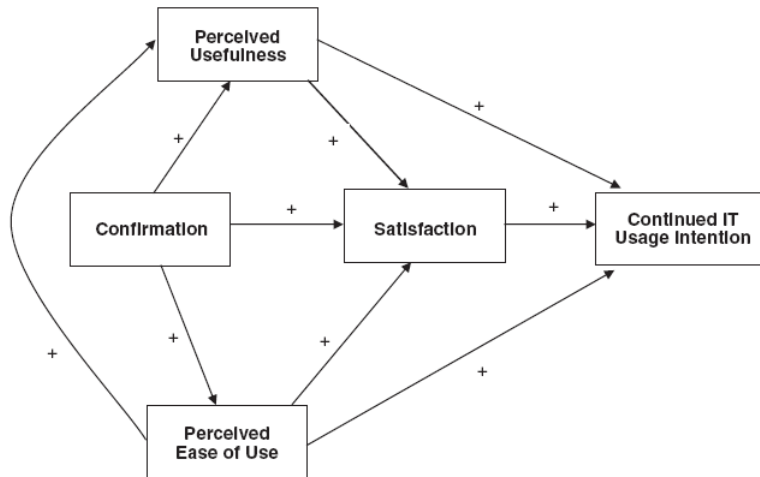 Perceived
Usefulness
+
+
+
Confirmation
+
Satisfaction
+
Continued IT
Usage Intention
+
+
+
+
Perceived
Ease of Use